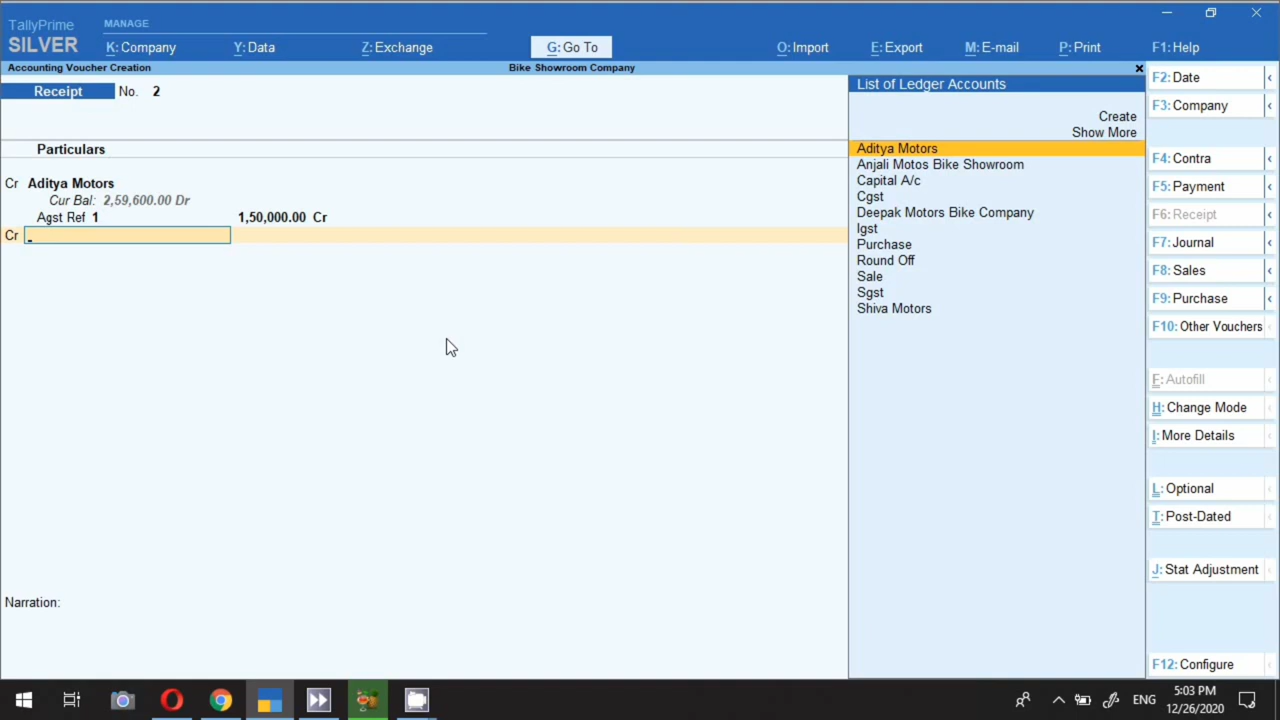 TallyPrime
MANAGE
SILVER
K: Company
Y: Data
Z: Exchange
G: Go To
O: Import
E: Export
M: E-mail
P: Print
F1: Help
Accounting Voucher Creation
Bike Showroom Company
Receipt No. 2
Particulars
Cr Aditya Motors
Cur Bal: 2,59,600.00 Dr
Agst Ref 1 1,50,000.00 Cr
Cr
Narration:
List of Ledger Accounts
Create
Show More
Aditya Motors
Anjali Motos Bike Showroom
Capital A/c
Cgst
Deepak Motors Bike Company
Igst
Purchase
Round Off
Sale
Sgst
Shiva Motors
F2: Date
F3: Company
F4: Contra
F5: Payment
F6: Receipt
F7: Journal
F8: Sales
F9: Purchase
F10: Other Vouchers
F: Autofill
H: Change Mode
I: More Details
L: Optional
T: Post-Dated
J: Stat Adjustment
F12: Configure
ENG
5:03 PM
12/26/2020